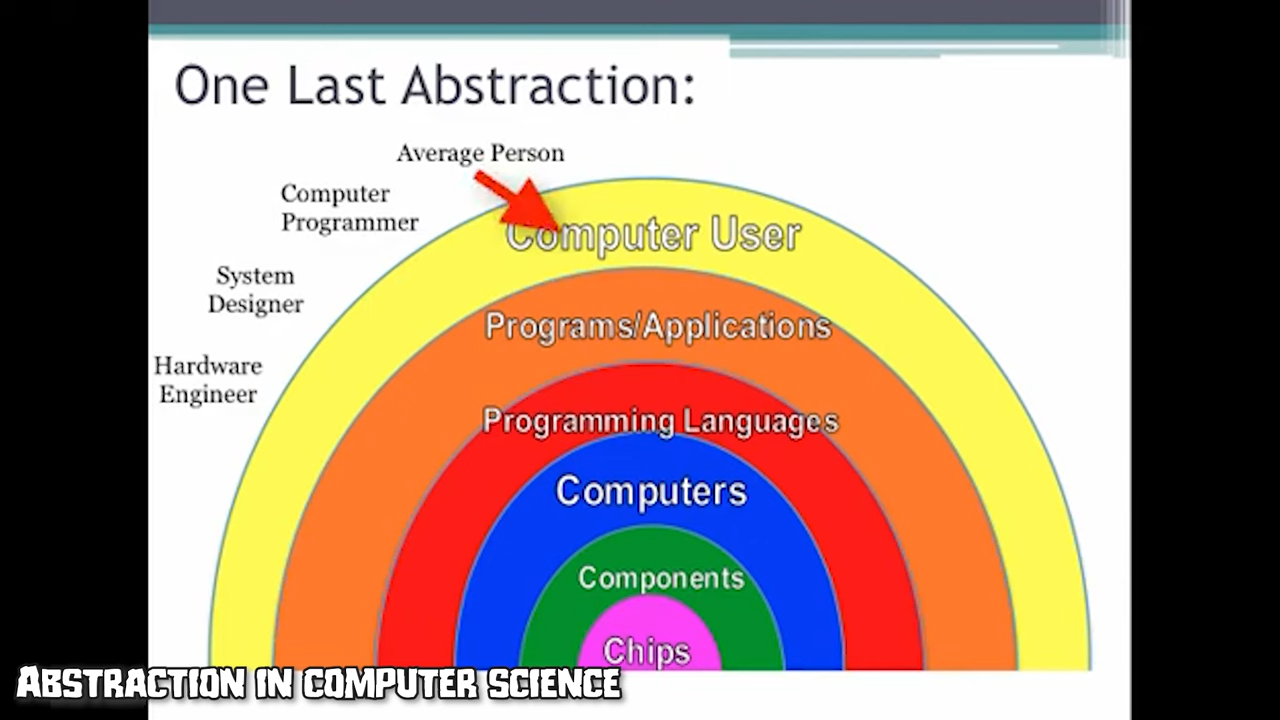 One Last Abstraction:
Average Person
Computer
Programmer
System
Designer
Hardware
Engineer
Computer User
Programs/Applications
Programming Languages
Computers
Components
Chips
ABSTRACTION IN COMPUTER SCIENCE